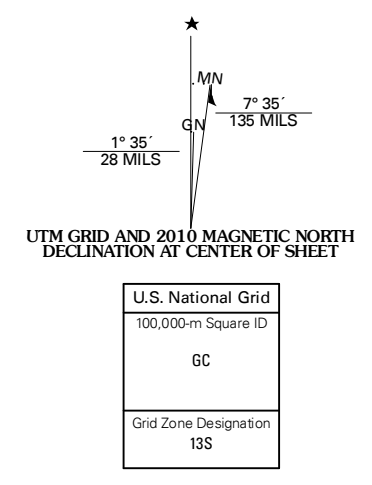 ★
MN
GN
7° 35´
135 MILS
1° 35´
28 MILS
UTM GRID AND 2010 MAGNETIC NORTH
DECLINATION AT CENTER OF SHEET
U.S. National Grid
100,000-m Square ID
GC
Grid Zone Designation
13S